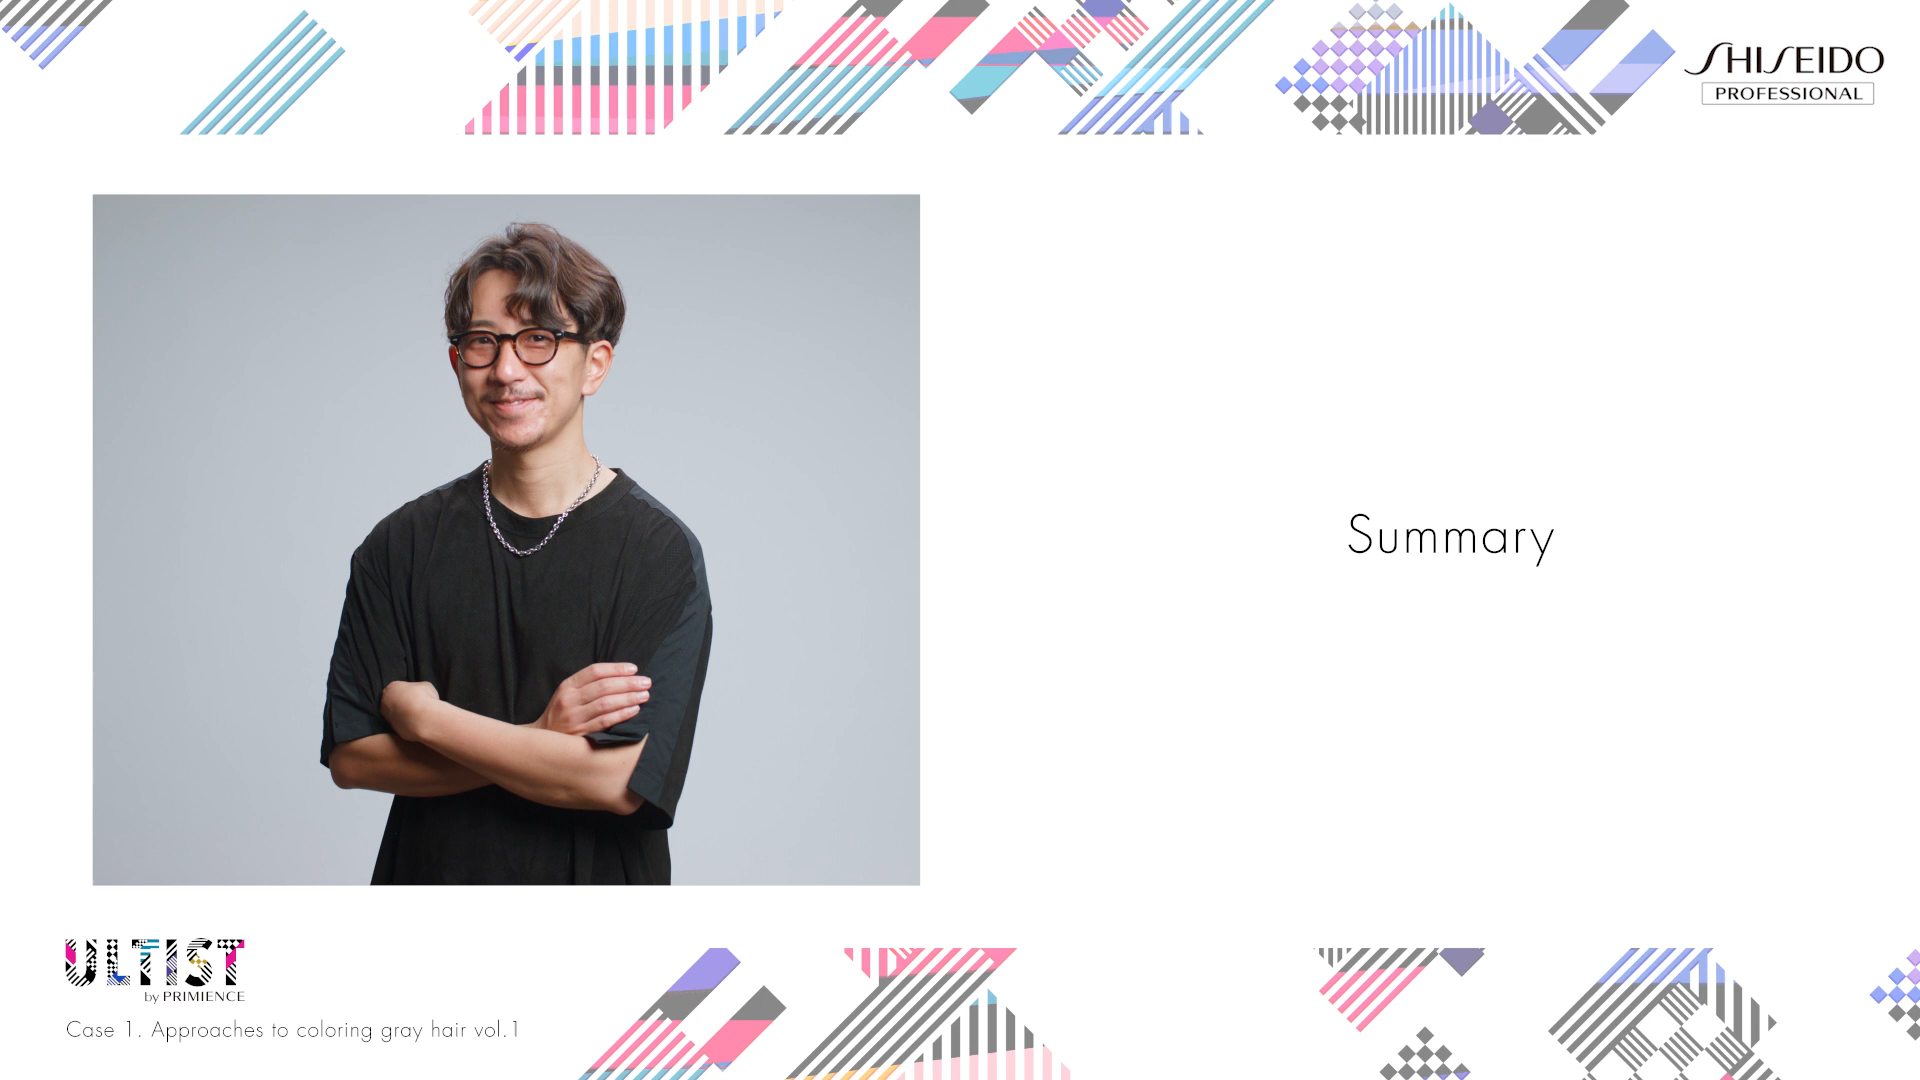 SHISEIDO
PROFESSIONAL
Summary
ULTIST
by PRIMIENCE
Case 1. Approaches to coloring gray hair vol.1